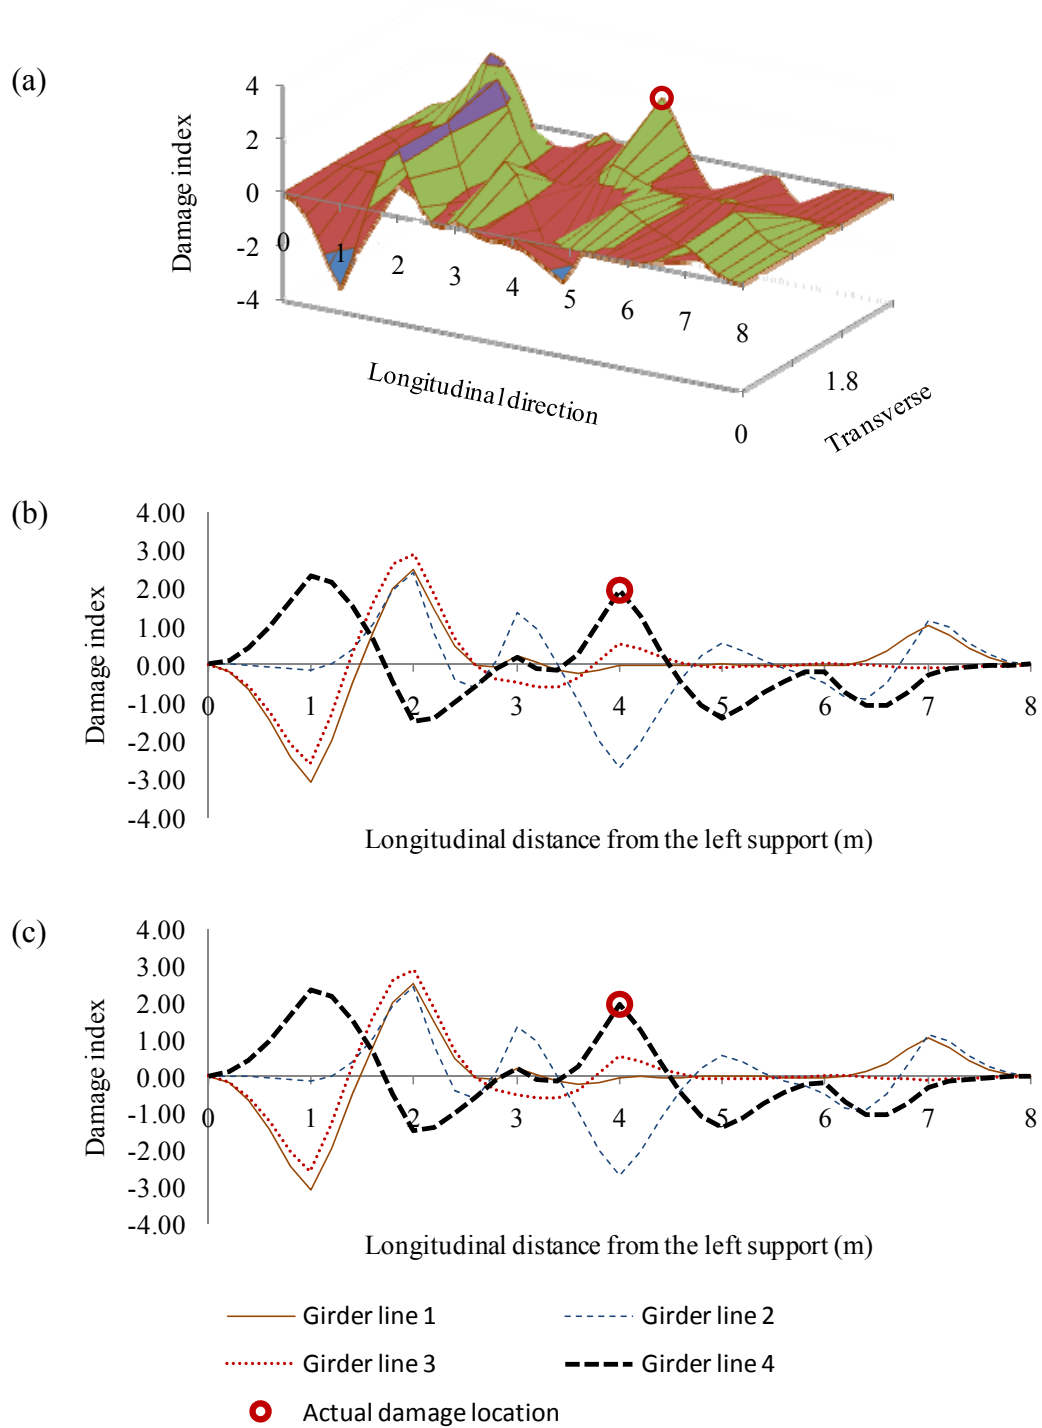 (a)
4
2
0
-2
-4
Damage index
0
1
2
3
4
5
6
7
8
Longitudinal direction
0
1.8
Transverse
(b)
4.00
3.00
2.00
1.00
0.00
-1.00
-2.00
-3.00
-4.00
Damage index
0 1 2 3 4 5 6 7 8
Longitudinal distance from the left support (m)
(c)
4.00
3.00
2.00
1.00
0.00
-1.00
-2.00
-3.00
-4.00
Damage index
0 1 2 3 4 5 6 7 8
Longitudinal distance from the left support (m)
Girder line 1
Girder line 2
Girder line 3
Girder line 4
Actual damage location